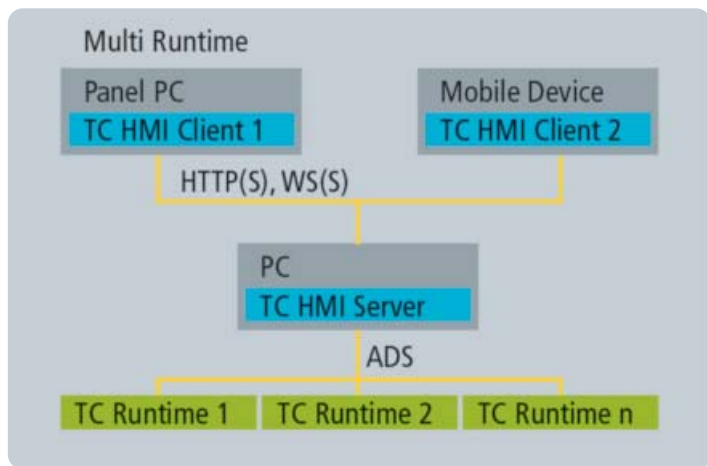 Multi Runtime
Panel PC
TC HMI Client 1
Mobile Device
TC HMI Client 2
HTTP(S), WS(S)
PC
TC HMI Server
ADS
TC Runtime 1
TC Runtime 2
TC Runtime n